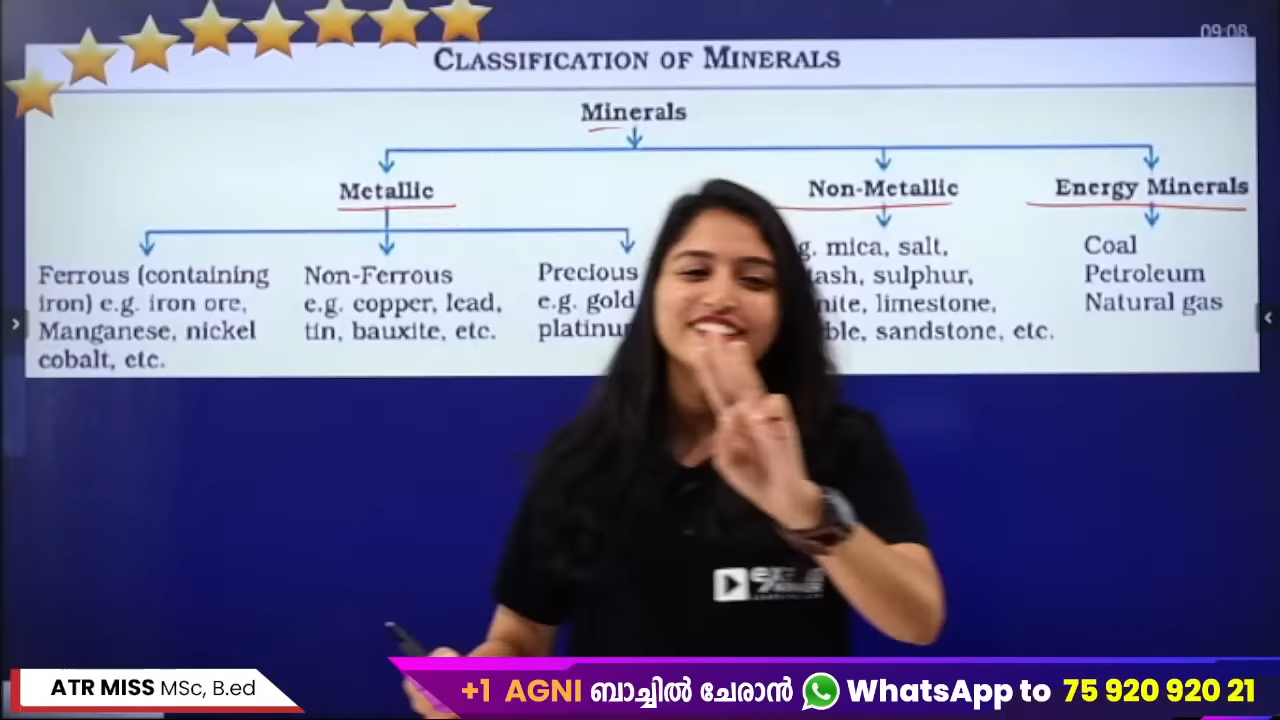 09:08
CLASSIFICATION OF MINERALS
Minerals
Metallic
Non-Metallic
Energy Minerals
Ferrous (containing
iron) e.g. iron ore,
Manganese, nickel
cobalt, etc.
Non-Ferrous
e.g. copper, lead,
tin, bauxite, etc.
Precious
e.g. gold
mica, salt,
sulphur,
limestone,
sandstone, etc.
Coal
Petroleum
Natural gas
ATR MISS MSc, B.ed
+1 AGNI ബാച്ചിൽ ചേരാൻ WhatsApp to 75 920 920 21